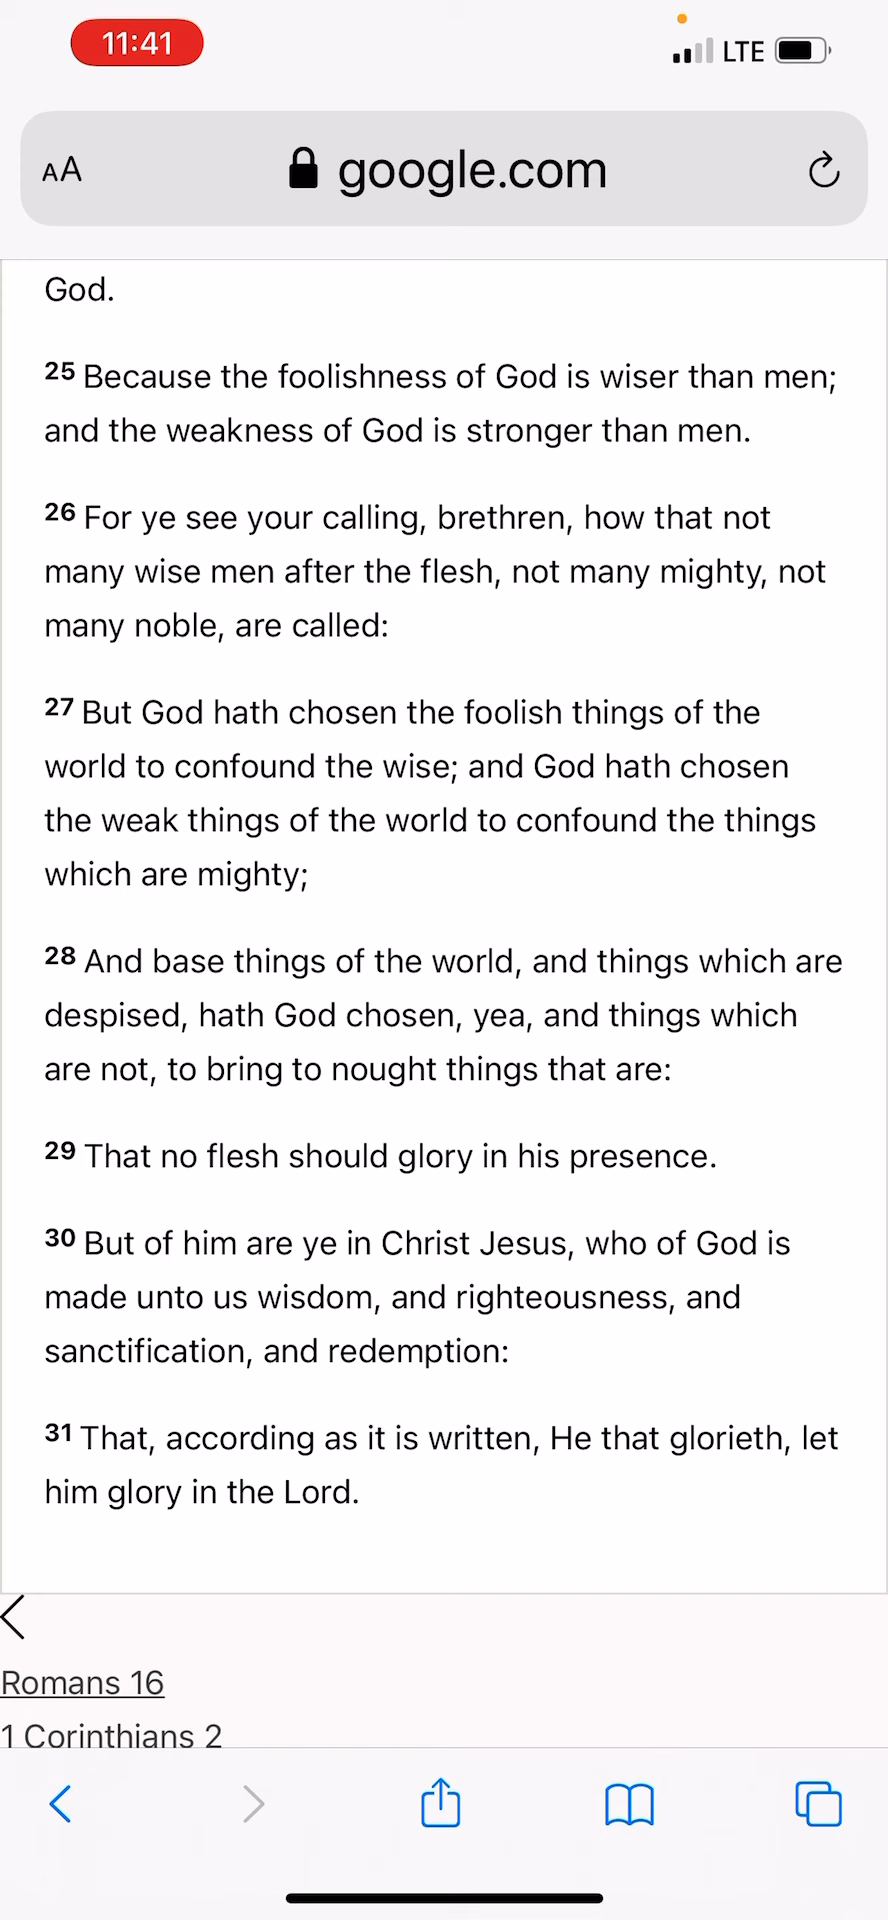 11:41
LTE
AA
google.com
God.
25 Because the foolishness of God is wiser than men;
and the weakness of God is stronger than men.
26 For ye see your calling, brethren, how that not
many wise men after the flesh, not many mighty, not
many noble, are called:
27 But God hath chosen the foolish things of the
world to confound the wise; and God hath chosen
the weak things of the world to confound the things
which are mighty;
28 And base things of the world, and things which are
despised, hath God chosen, yea, and things which
are not, to bring to nought things that are:
29 That no flesh should glory in his presence.
30 But of him are ye in Christ Jesus, who of God is
made unto us wisdom, and righteousness, and
sanctification, and redemption:
31 That, according as it is written, He that glorieth, let
him glory in the Lord.
Romans 16
1 Corinthians 2